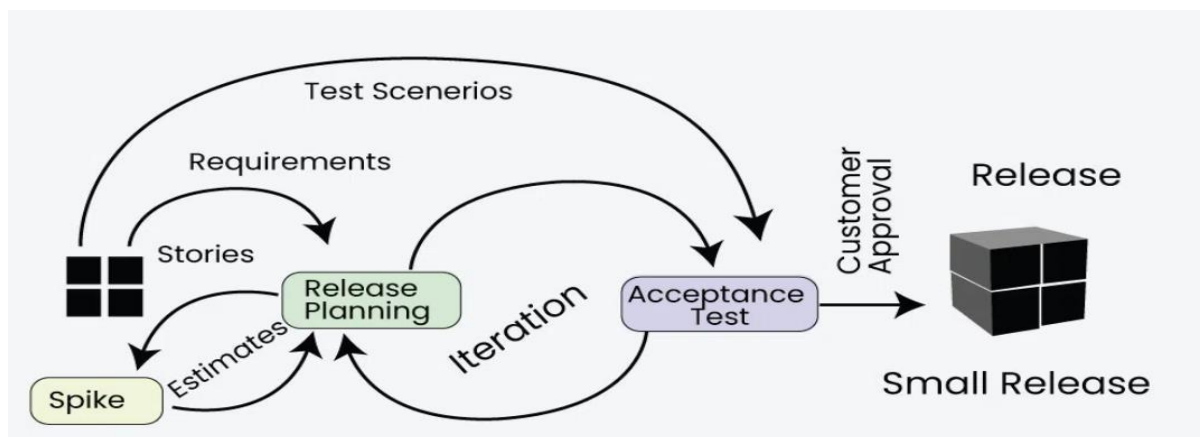 Test Scenerios
Requirements
Stories
Release
Planning
Estimates
Spike
Iteration
Acceptance
Test
Customer
Approval
Release
Small Release